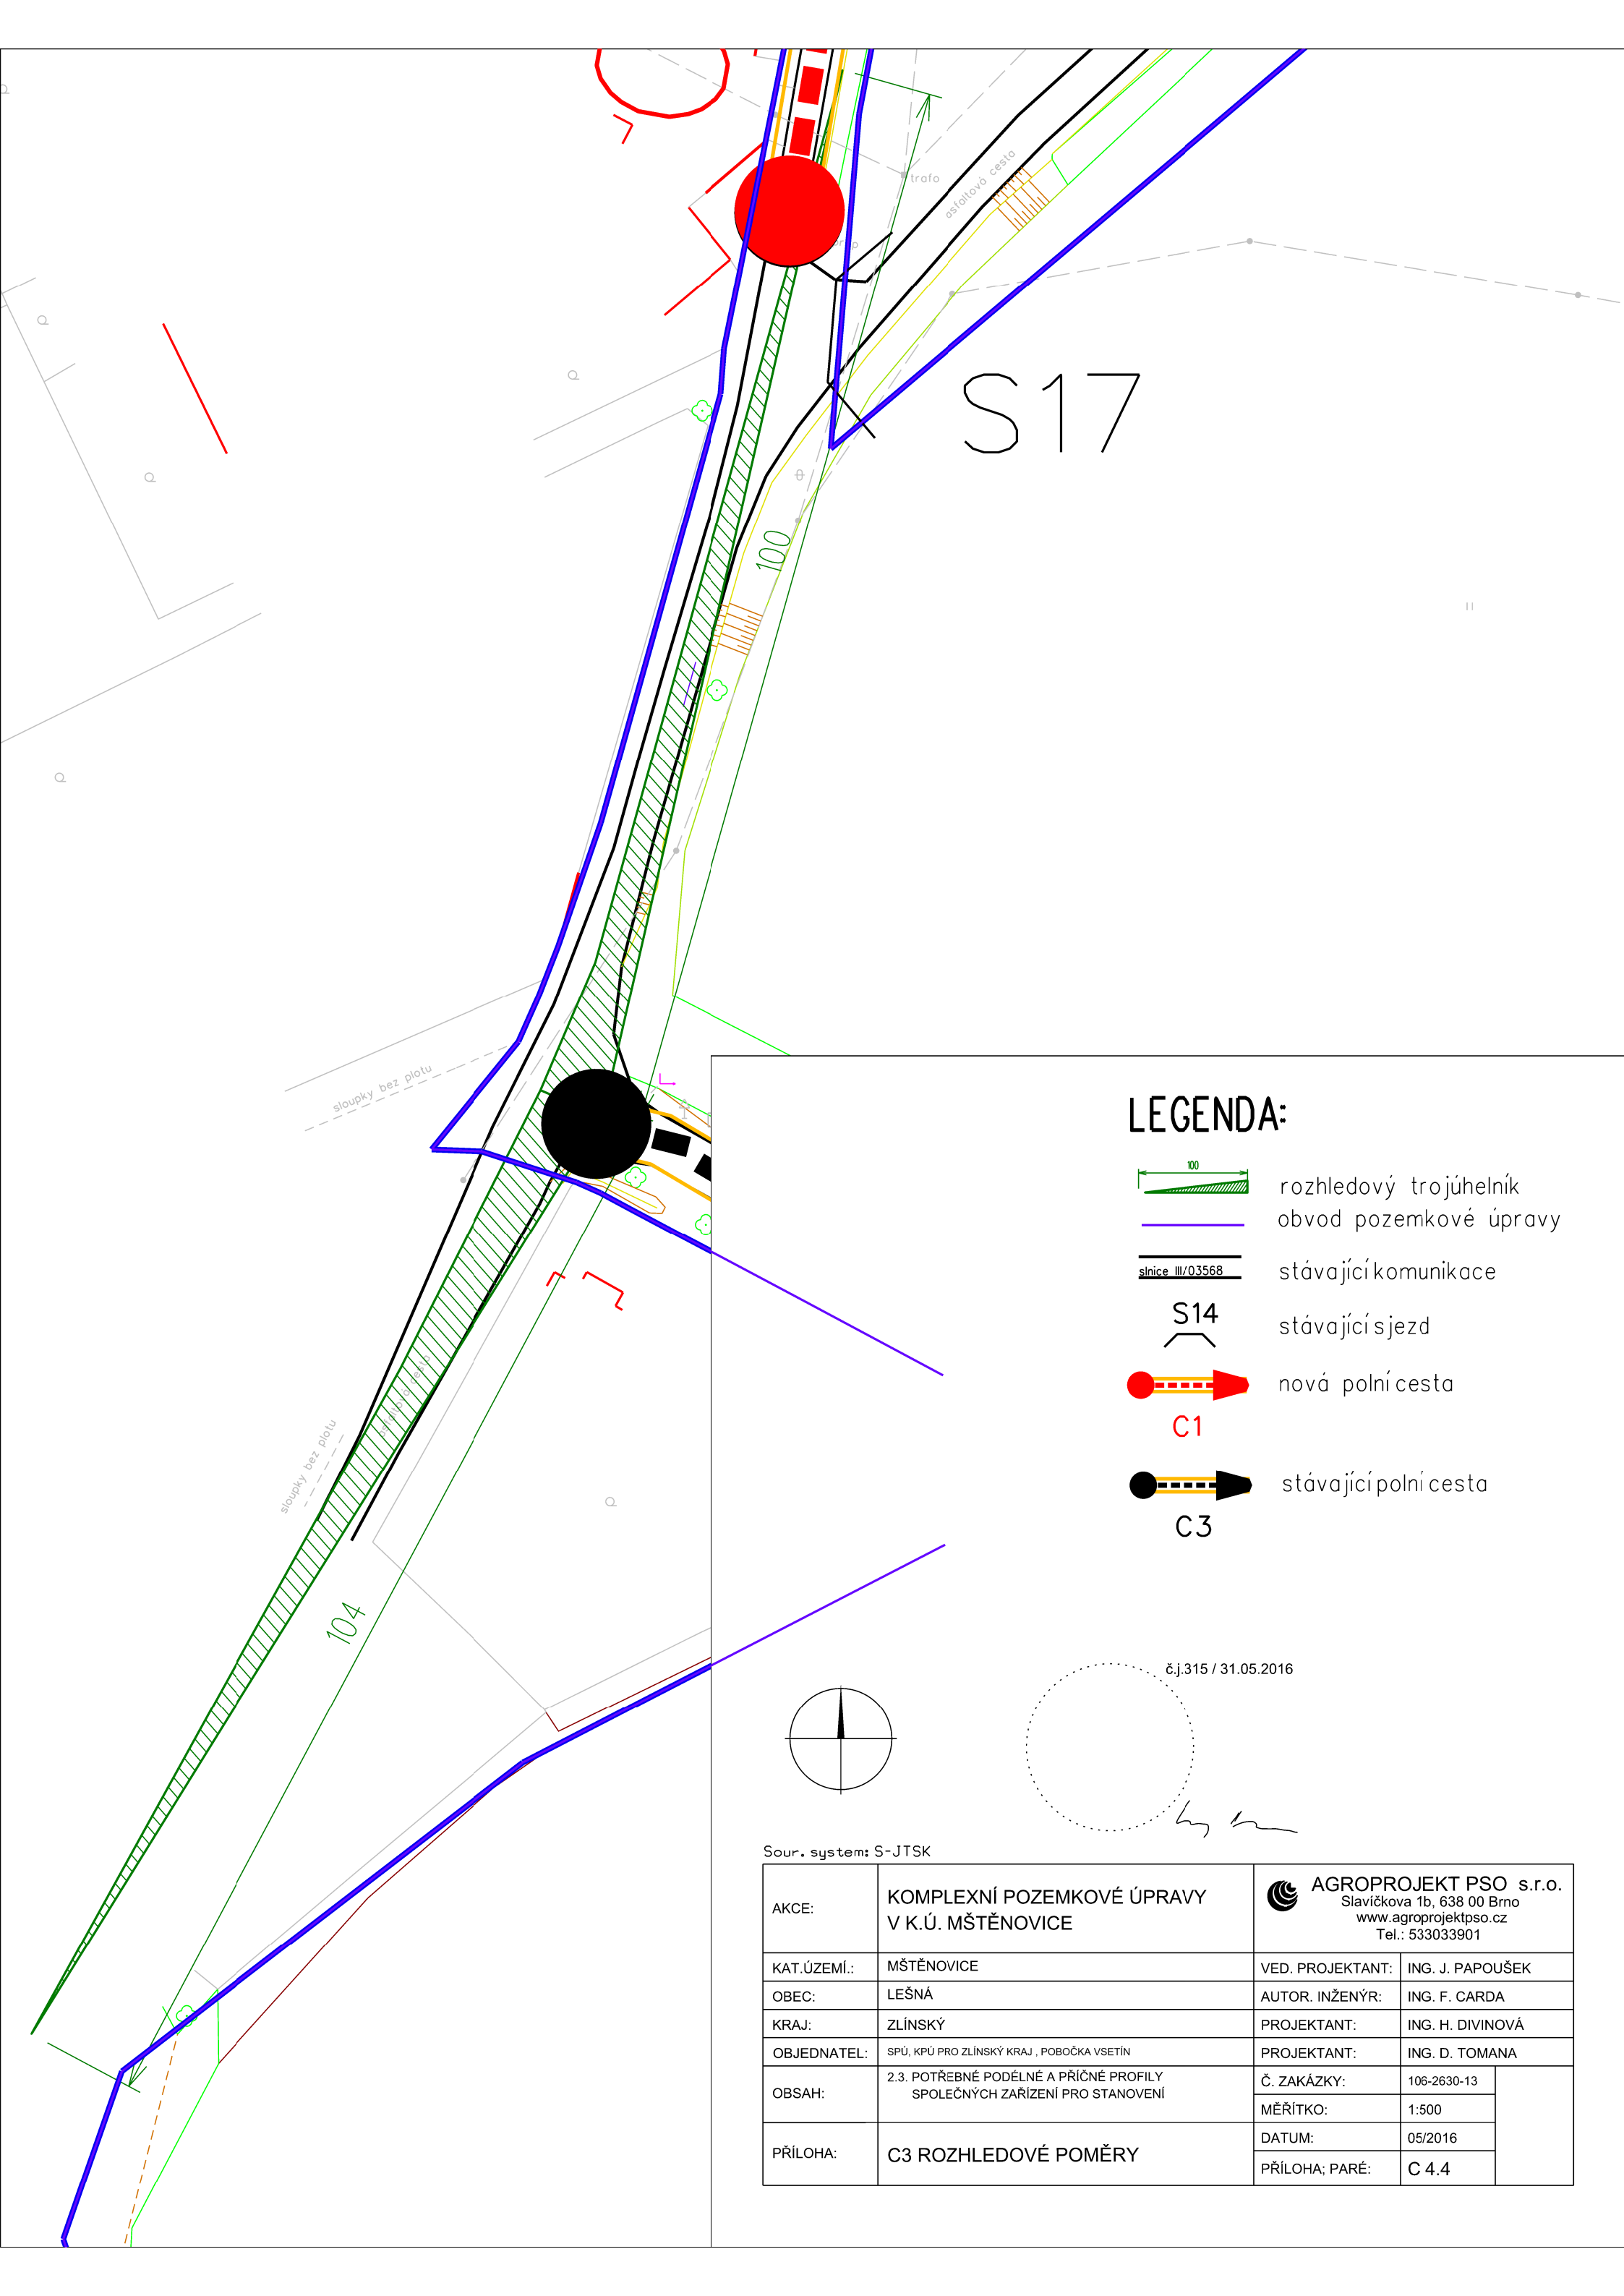 trafo
asfaltová cesta
S17
100
sloupky bez plotu
asfaltová cesta
sloupky bez plotu
104
LEGENDA:
100
rozhledový trojúhelník
obvod pozemkové úpravy
slnice III/03568
stávající komunikace
S14
stávající sjezd
nová polní cesta
C1
stávající polní cesta
C3
č.j.315 / 31.05.2016
Sour. system: S-JTSK
AKCE:
KOMPLEXNÍ POZEMKOVÉ ÚPRAVY
V K.Ú. MŠTĚNOVICE
AGROPROJEKT PSO s.r.o.
Slavíčkova 1b, 638 00 Brno
www.agroprojektpso.cz
Tel.: 533033901
KAT.ÚZEMÍ.: MŠTĚNOVICE VED. PROJEKTANT: ING. J. PAPOUŠEK
OBEC: LEŠNÁ AUTOR. INŽENÝR: ING. F. CARDA
KRAJ: ZLÍNSKÝ PROJEKTANT: ING. H. DIVINOVÁ
OBJEDNATEL: SPÚ, KPÚ PRO ZLÍNSKÝ KRAJ , POBOČKA VSETÍN PROJEKTANT: ING. D. TOMANA
OBSAH:
2.3. POTŘEBNÉ PODÉLNÉ A PŘÍČNÉ PROFILY
SPOLEČNÝCH ZAŘÍZENÍ PRO STANOVENÍ
Č. ZAKÁZKY: 106-2630-13
MĚŘÍTKO: 1:500
PŘÍLOHA: C3 ROZHLEDOVÉ POMĚRY
DATUM: 05/2016
PŘÍLOHA; PARÉ: C 4.4